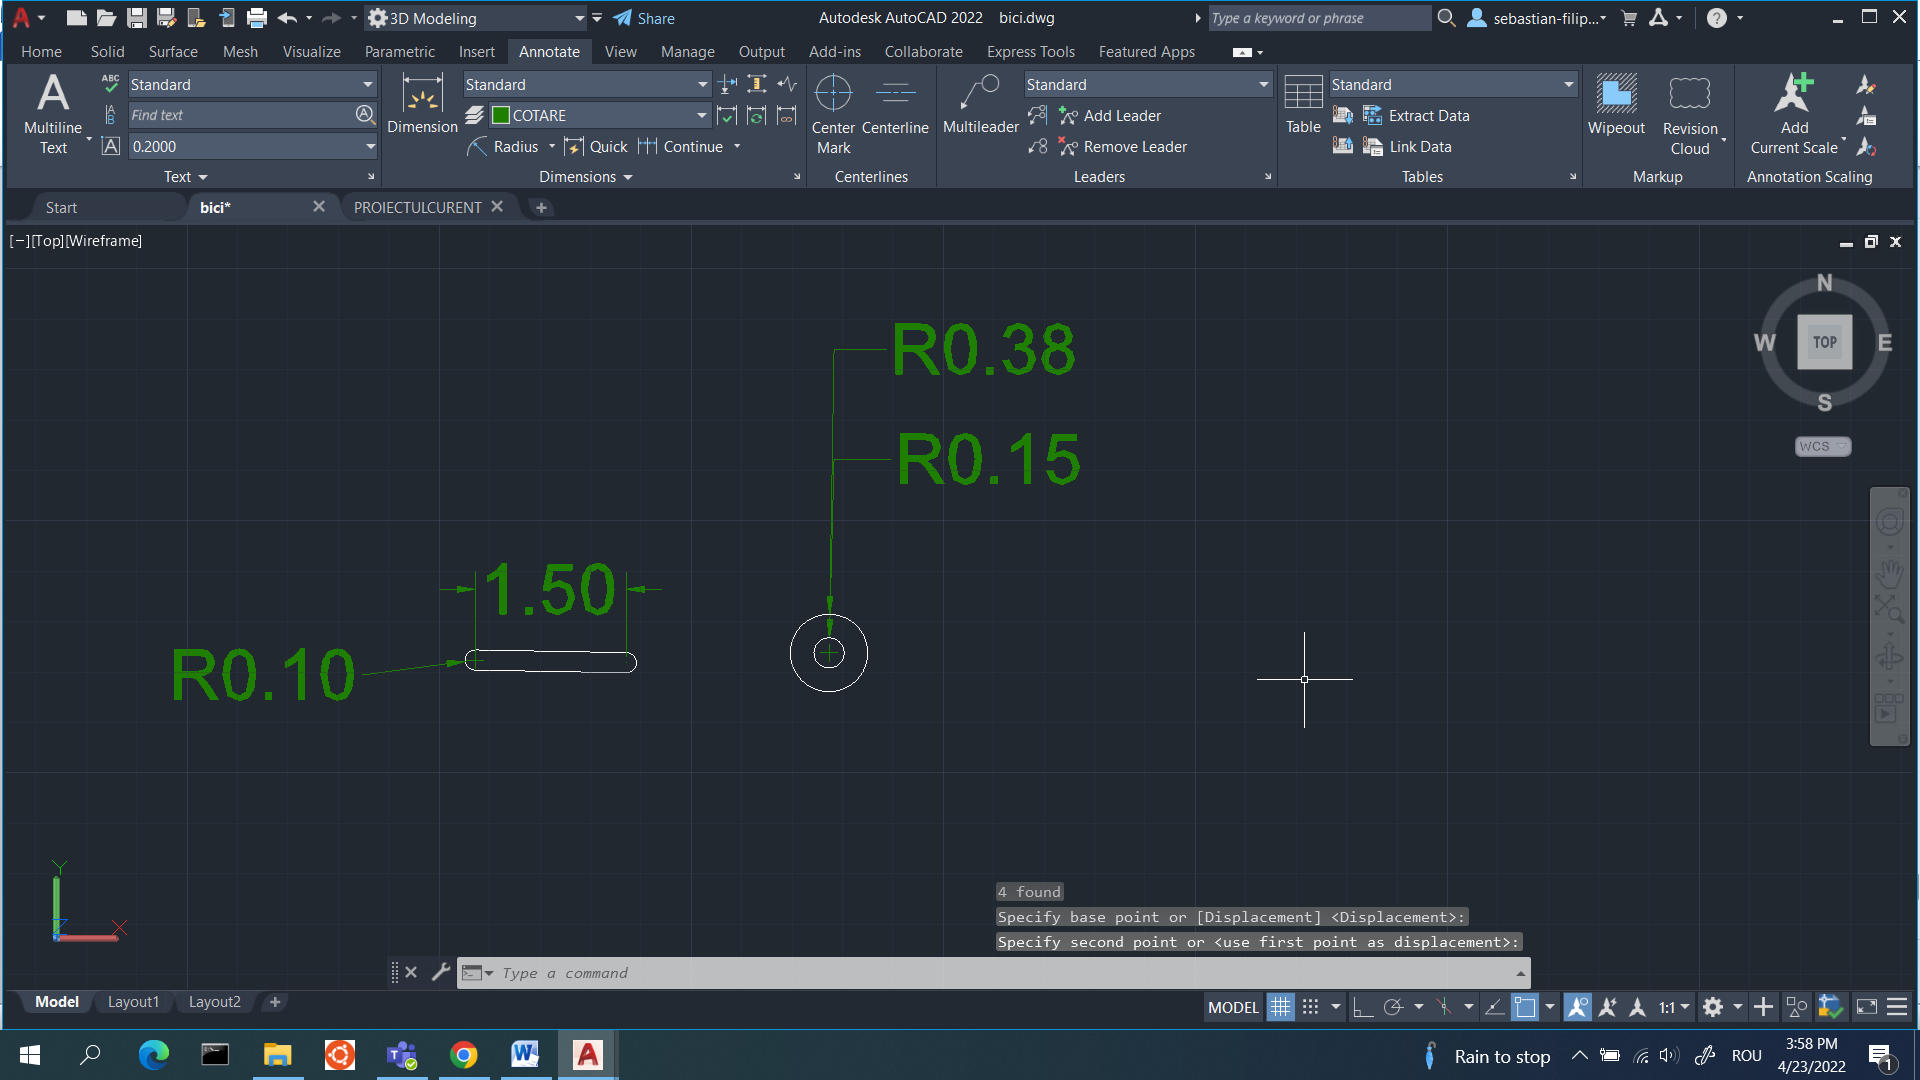 3D Modeling
Share
Autodesk AutoCAD 2022 bici.dwg
Type a keyword or phrase
sebastian-filip...
Home Solid Surface Mesh Visualize Parametric Insert Annotate View Manage Output Add-ins Collaborate Express Tools Featured Apps
Multiline Text
ABC
Standard
Find text
0.2000
Text
Dimension
Standard
COTARE
Radius Quick Continue
Dimensions
Center Mark
Centerline
Centerlines
Multileader
Standard
Add Leader
Remove Leader
Leaders
Table
Standard
Extract Data
Link Data
Tables
Wipeout
Revision Cloud
Markup
Add Current Scale
Annotation Scaling
Start
bici*
PROIECTULCURENT
[−][Top][Wireframe]
N
W TOP E
S
WCS
R0.38
R0.15
1.50
R0.10
Y
Z
X
4 found
Specify base point or [Displacement] <Displacement>:
Specify second point or <use first point as displacement>:
Type a command
Model Layout1 Layout2
MODEL
1:1
Rain to stop
ROU
3:58 PM
4/23/2022
1